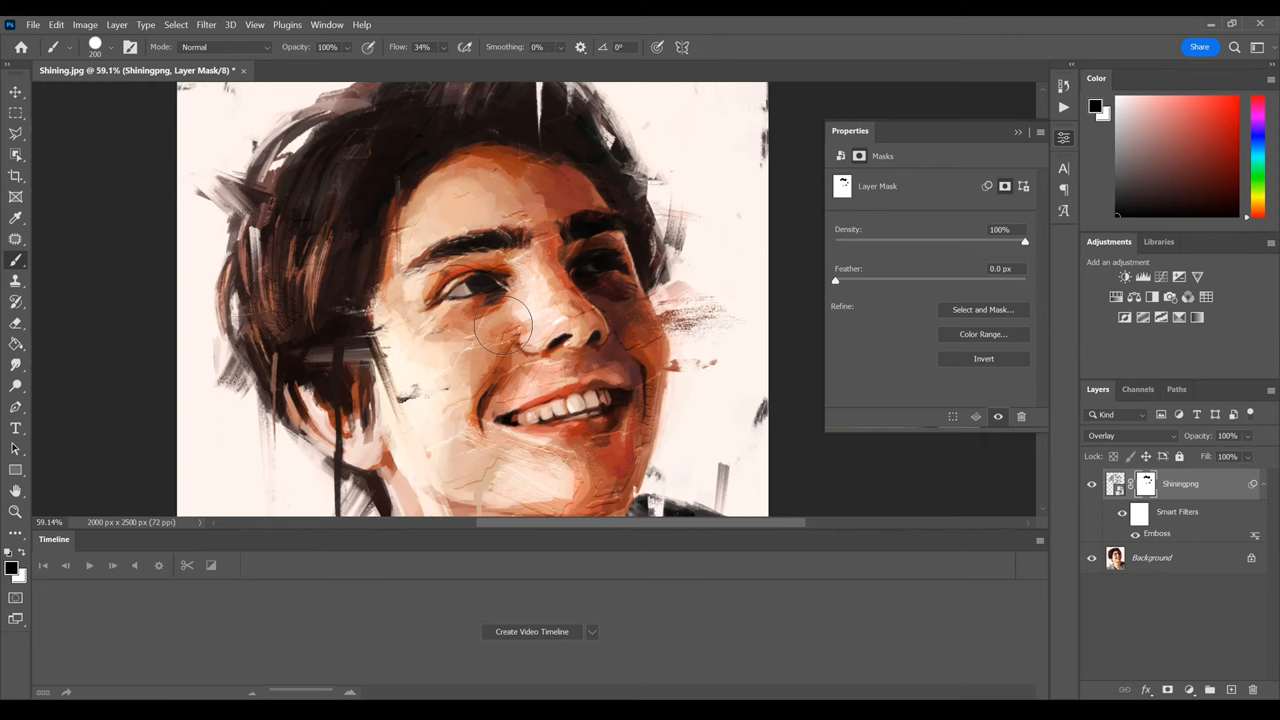 Ps File Edit Image Layer Type Select Filter 3D View Plugins Window Help
200 Mode: Normal Opacity: 100% Flow: 34% Smoothing: 0% 0° Share
Shining.jpg @ 59.1% (Shiningpng, Layer Mask/8) *
Color
Properties
Masks
Layer Mask
Density: 100%
Feather: 0.0 px
Refine: Select and Mask...
Color Range...
Invert
Adjustments Libraries
Add an adjustment
Layers Channels Paths
Kind
Overlay Opacity: 100%
Lock: Fill: 100%
Shiningpng
Smart Filters
Emboss
Background
59.14% 2000 px x 2500 px (72 ppi)
Timeline
Create Video Timeline